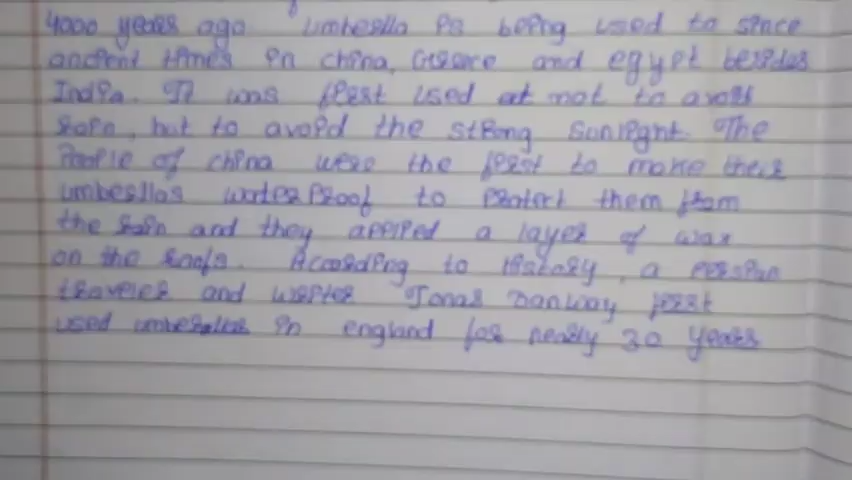 4000 years ago umbrella is being used to since
ancient times in china, Greece and egypt besides
India. It was first used at not to avoid
rain, but to avoid the strong sunlight. The
People of china were the first to make their
umbrellas waterproof to protect them from
the rain and they applied a layer of wax
on the roofs. According to History, a persian
traveler and writer Jonas Danway first
used umbrellas in england for nearly 30 years